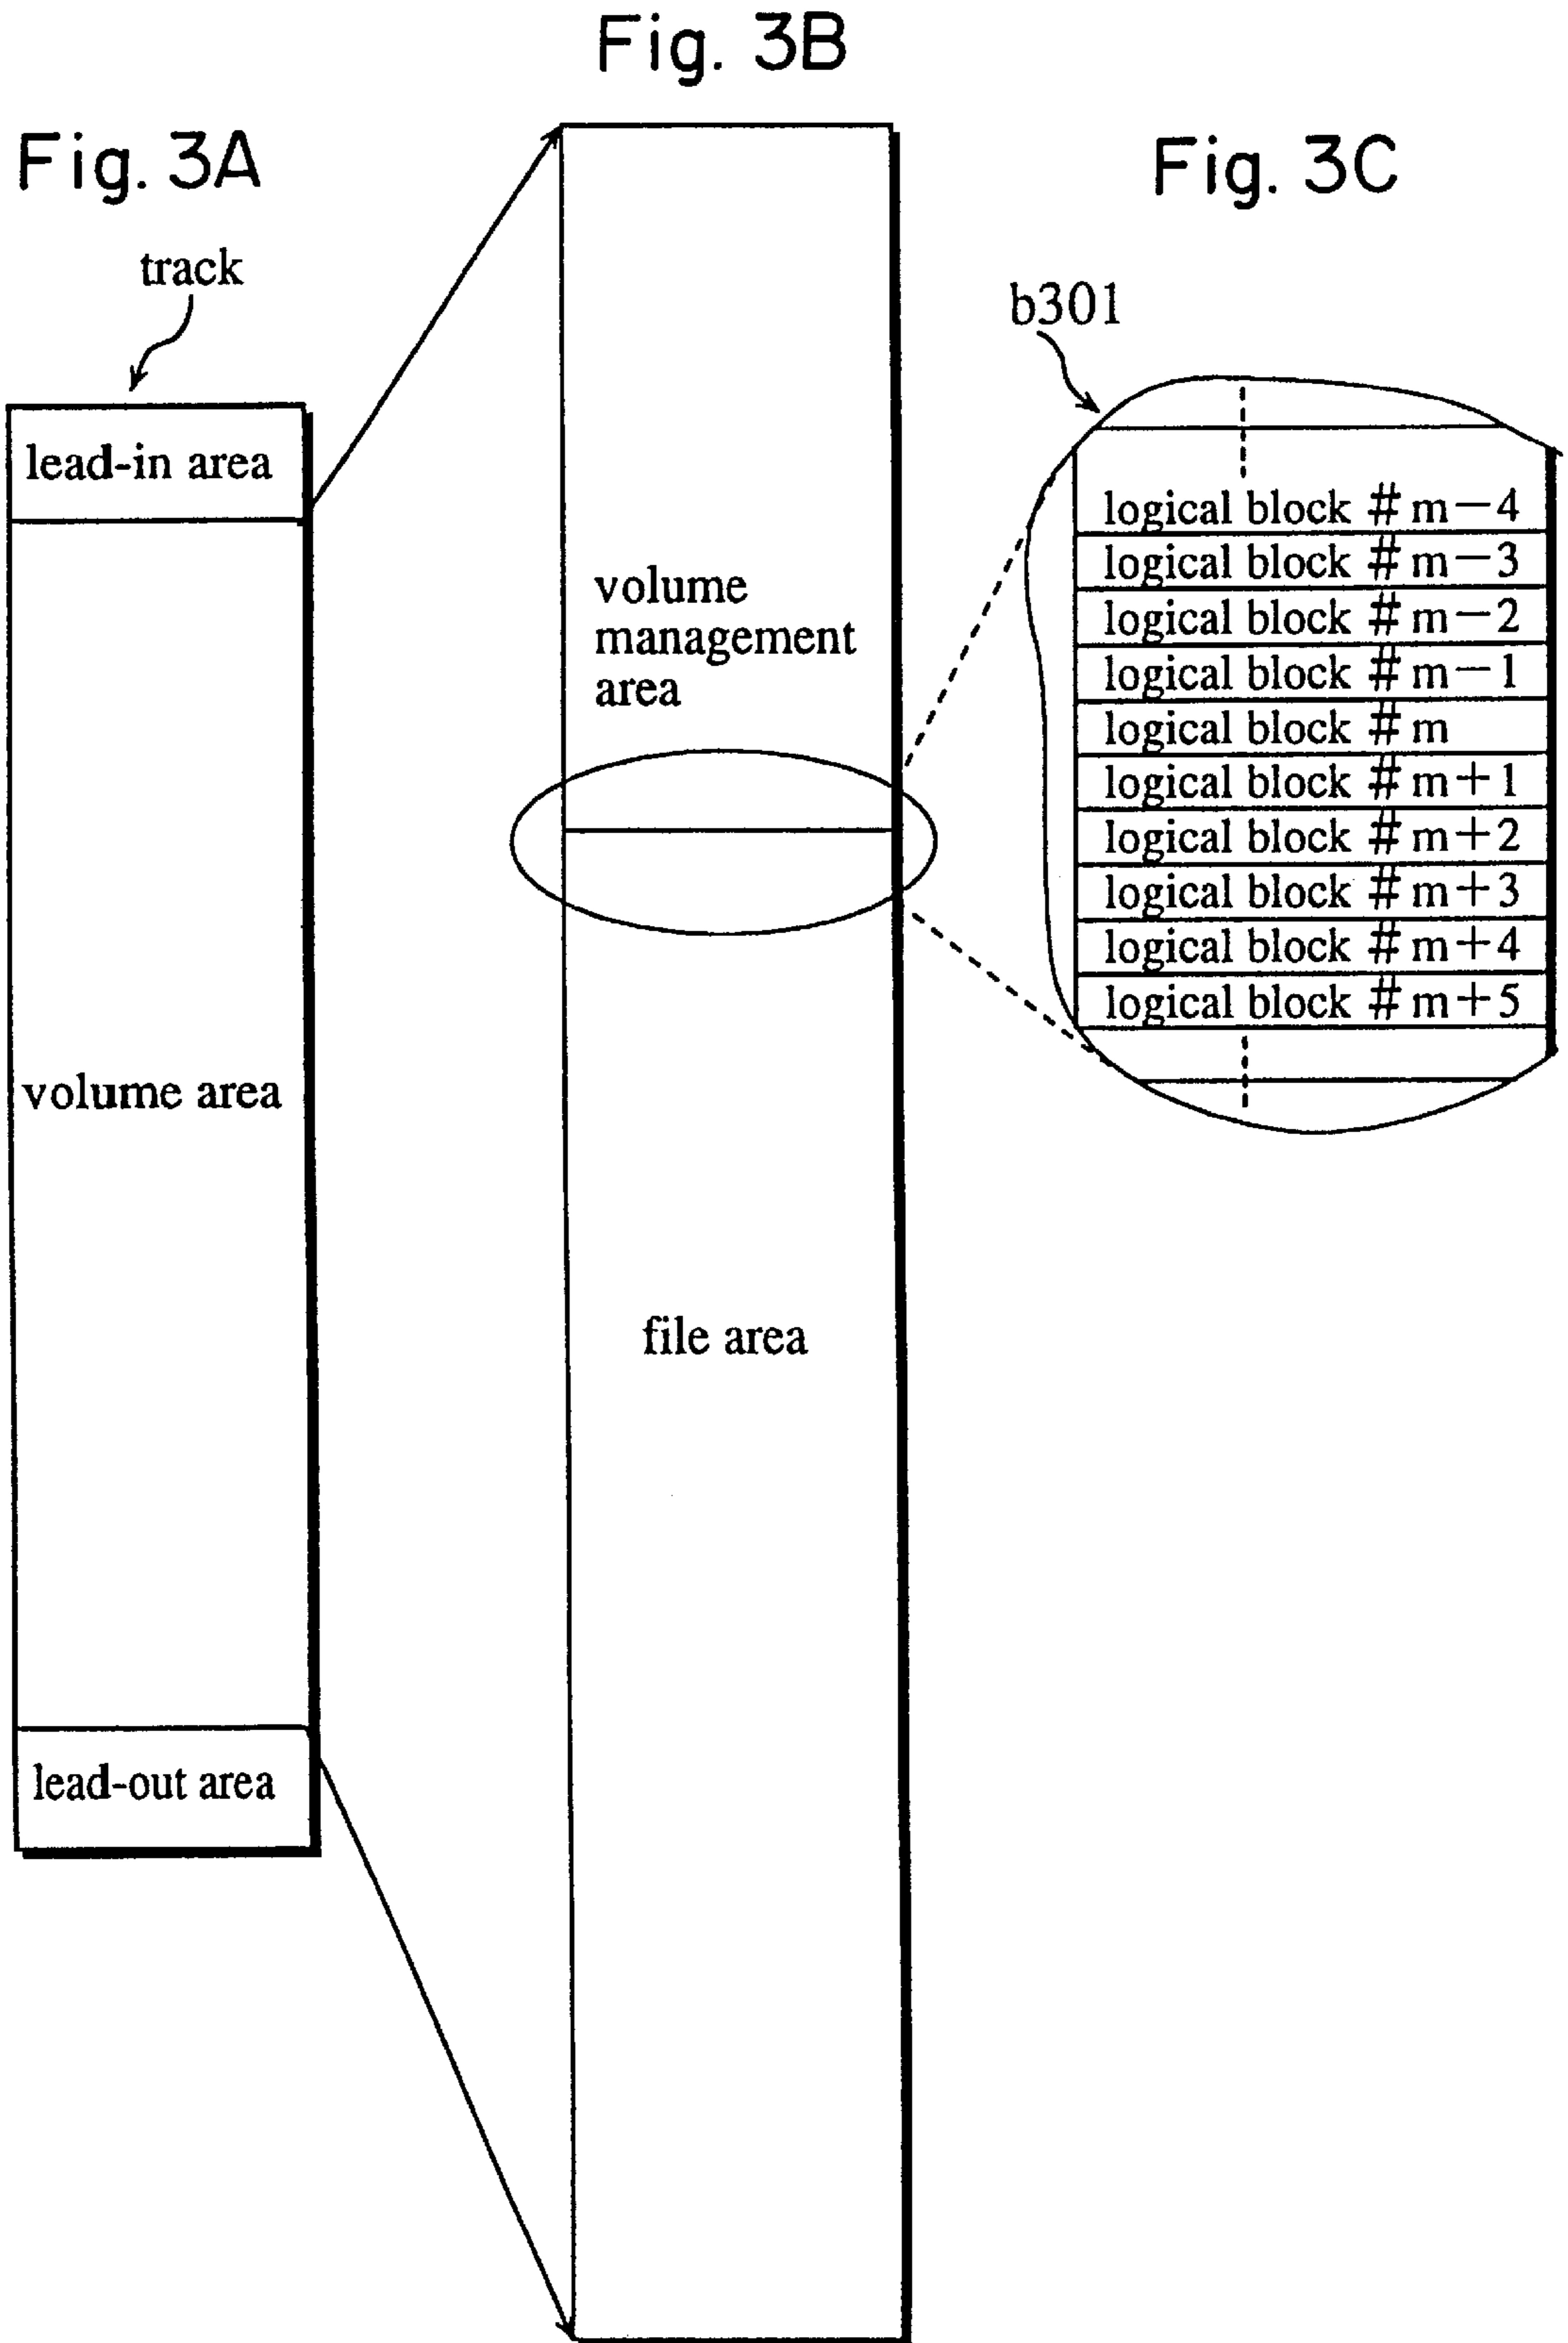 Fig. 3A
track
lead-in area
volume area
lead-out area
Fig. 3B
volume
management
area
file area
Fig. 3C
b301
logical block # m−4
logical block # m−3
logical block # m−2
logical block # m−1
logical block # m
logical block # m+1
logical block # m+2
logical block # m+3
logical block # m+4
logical block # m+5